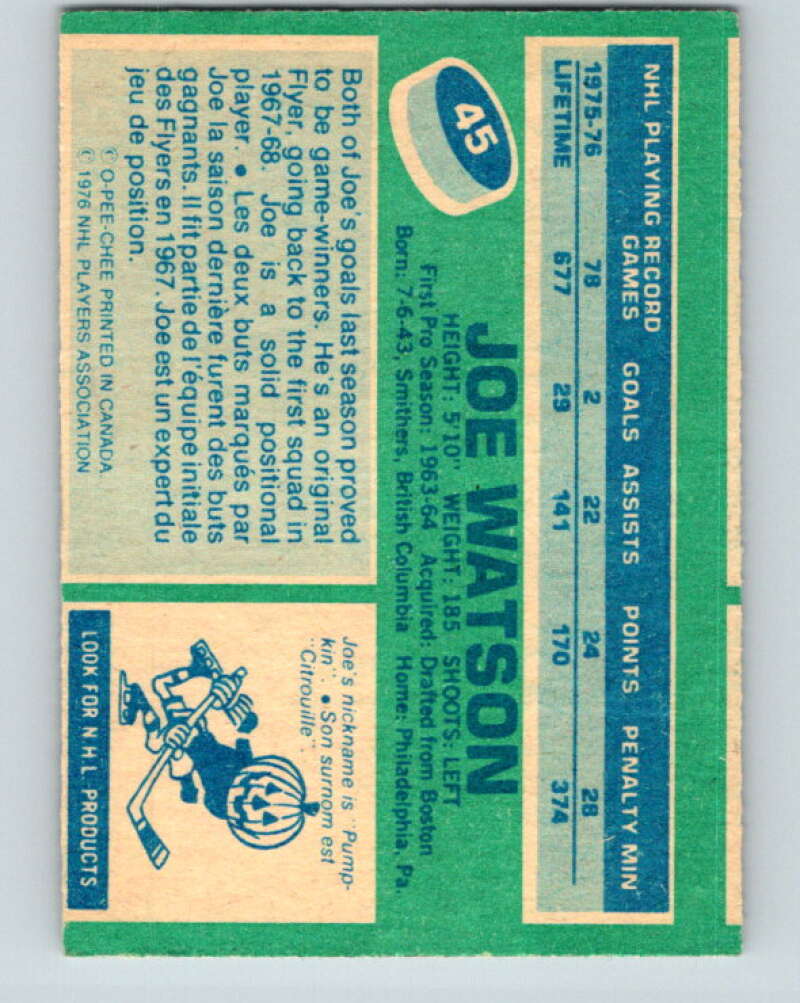 NHL PLAYING RECORD
GAMES GOALS ASSISTS POINTS PENALTY MIN
1975-76 78 2 22 24 28
LIFETIME 677 29 141 170 374
45
JOE WATSON
HEIGHT: 5'10" WEIGHT: 185 SHOOTS: LEFT
First Pro Season: 1963-64 Acquired: Drafted from Boston
Born: 7-6-43, Smithers, British Columbia Home: Philadelphia, Pa.
Both of Joe's goals last season proved
to be game-winners. He's an original
Flyer, going back to the first squad in
1967-68. Joe is a solid positional
player. • Les deux buts marqués par
Joe la saison dernière furent des buts
gagnants. Il fit partie de l'équipe initiale
des Flyers en 1967. Joe est un expert du
jeu de position.
© O-PEE-CHEE PRINTED IN CANADA.
© 1976 NHL PLAYERS ASSOCIATION
Joe's nickname is "Pump-
kin". • Son surnom est
"Citrouille".
LOOK FOR N.H.L. PRODUCTS